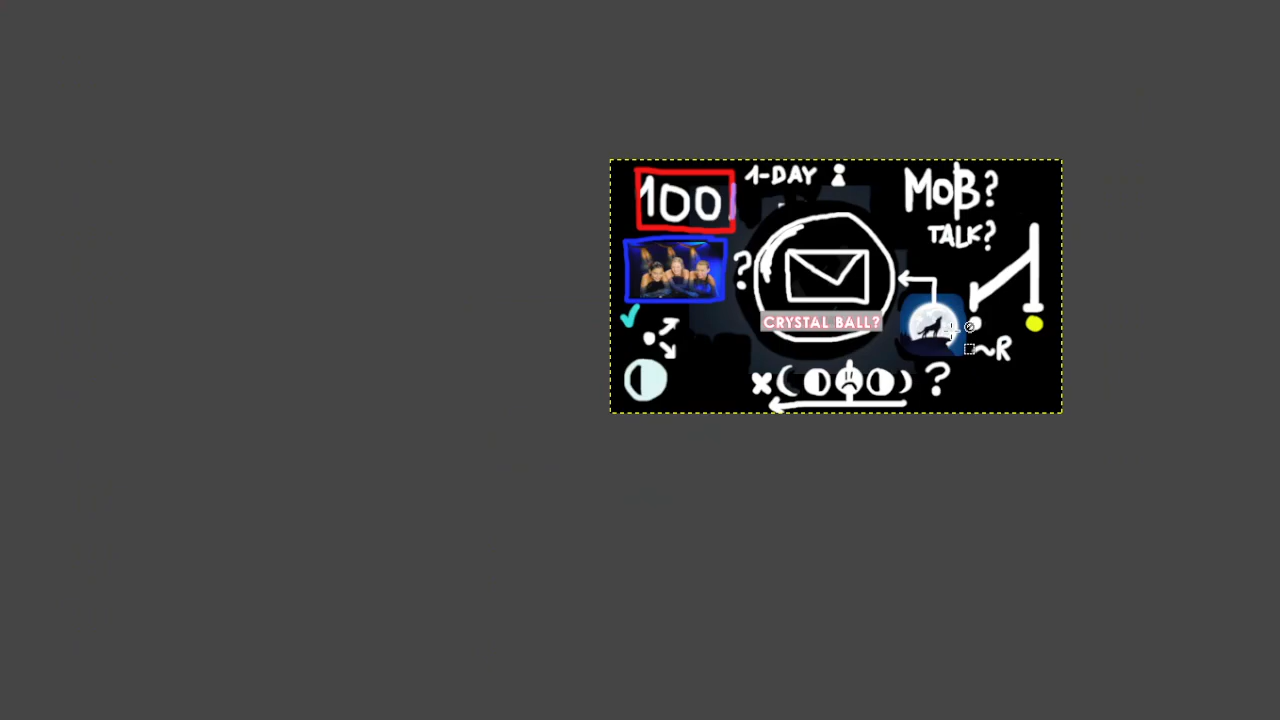 100
1-DAY
MOB?
TALK?
?
CRYSTAL BALL?
~R
x ( ) ?